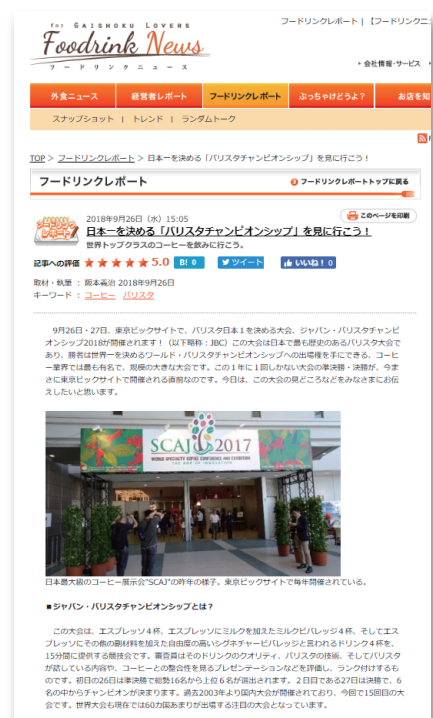 for GAISHOKU LOVERS
Foodrink News
フードリンクニュース
フードリンクレポート | 【フードリンクニュ
・会社情報・サービス
外食ニュース 経営者レポート フードリンクレポート ぶっちゃけどうよ? お店を知
スナップショット | トレンド | ランダムトーク
TOP > フードリンクレポート > 日本一を決める「バリスタチャンピオンシップ」を見に行こう!
フードリンクレポート フードリンクレポートトップに戻る
フードリンクレポート
2018年9月26日（水）15:05 このページを印刷
日本一を決める「バリスタチャンピオンシップ」を見に行こう!
世界トップクラスのコーヒーを飲みに行こう。
記事への評価 ★★★★★ 5.0 B! 0 ツイート いいね! 0
取材・執筆 : 阪本義治 2018年9月26日
キーワード : コーヒー バリスタ
9月26日・27日、東京ビックサイトで、バリスタ日本１を決める大会、ジャパン・バリスタチャンピ
オンシップ2018が開催されます！（以下略称：JBC）この大会は日本で最も歴史のあるバリスタ大会で
あり、勝者は世界一を決めるワールド・バリスタチャンピオンシップへの出場権を手にできる、コーヒ
ー業界では最も有名で、規模の大きな大会です。この１年に１回しかない大会の準決勝・決勝が、今ま
さに東京ビックサイトで開催される直前なのです。今日は、この大会の見どころなどをみなさまにお伝
えしたいと思います。
SCAJ 2017
WORLD SPECIALTY COFFEE CONFERENCE AND EXHIBITION
THE AGE OF INNOVATION
日本最大級のコーヒー展示会"SCAJ"の昨年の様子。東京ビックサイトで毎年開催されている。
■ジャパン・バリスタチャンピオンシップとは？
この大会は、エスプレッソ４杯、エスプレッソにミルクを加えたミルクビバレッジ４杯、そしてエス
プレッソにその他の副材料を加えた自由度の高いシグネチャービバレッジと言われるドリンク４杯を、
15分間に提供する競技会です。審査員はそのドリンクのクオリティ、バリスタの技術、そしてバリスタ
が話している内容や、コーヒーとの整合性を見るプレゼンテーションなどを評価し、ランク付けするも
のです。初日の26日は準決勝で総勢16名から上位６名が選出されます。２日目である27日は決勝で、６
名の中からチャンピオンが決まります。過去2003年より国内大会が開催されており、今回で15回目の大
会です。世界大会も現在では60カ国あまりが出場する注目の大会となっています。